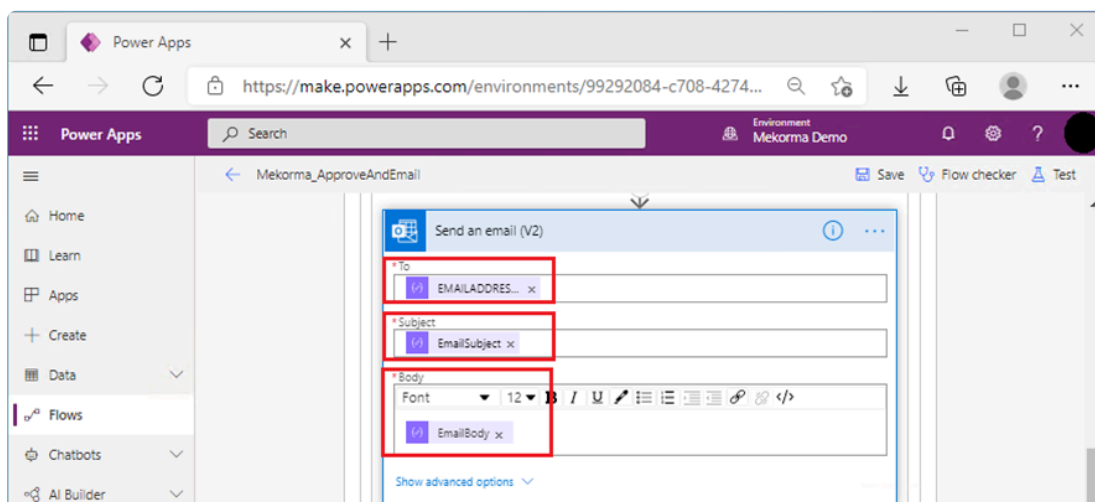 Power Apps
https://make.powerapps.com/environments/99292084-c708-4274...
Power Apps
Search
Environment
Mekorma Demo
?
Mekorma_ApproveAndEmail
Save
Flow checker
Test
Home
Learn
Apps
Create
Data
Flows
Chatbots
AI Builder
Send an email (V2)
* To
EMAILADDRES... ×
* Subject
EmailSubject ×
* Body
Font 12 B I U </>
EmailBody ×
Show advanced options